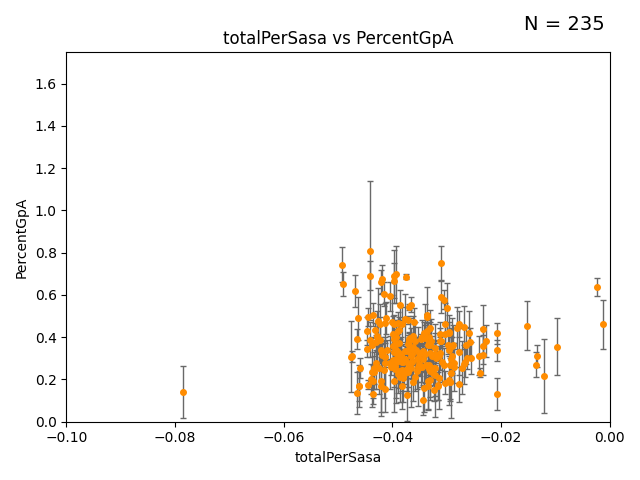 N = 235
totalPerSasa vs PercentGpA
PercentGpA
1.6
1.4
1.2
1.0
0.8
0.6
0.4
0.2
0.0
−0.10 −0.08 −0.06 −0.04 −0.02 0.00
totalPerSasa